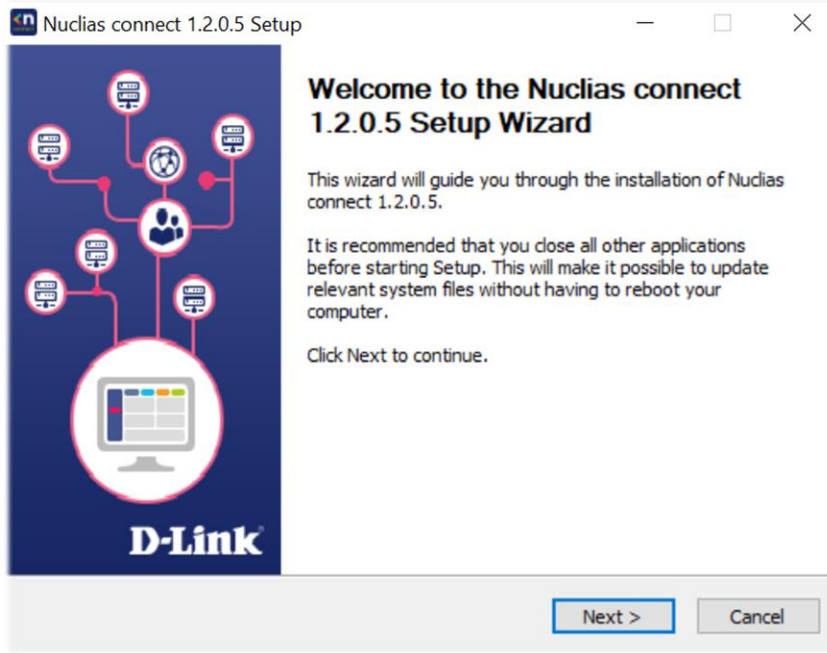 Nuclias connect 1.2.0.5 Setup
Welcome to the Nuclias connect
1.2.0.5 Setup Wizard
This wizard will guide you through the installation of Nuclias
connect 1.2.0.5.
It is recommended that you close all other applications
before starting Setup. This will make it possible to update
relevant system files without having to reboot your
computer.
Click Next to continue.
D-Link
Next >
Cancel